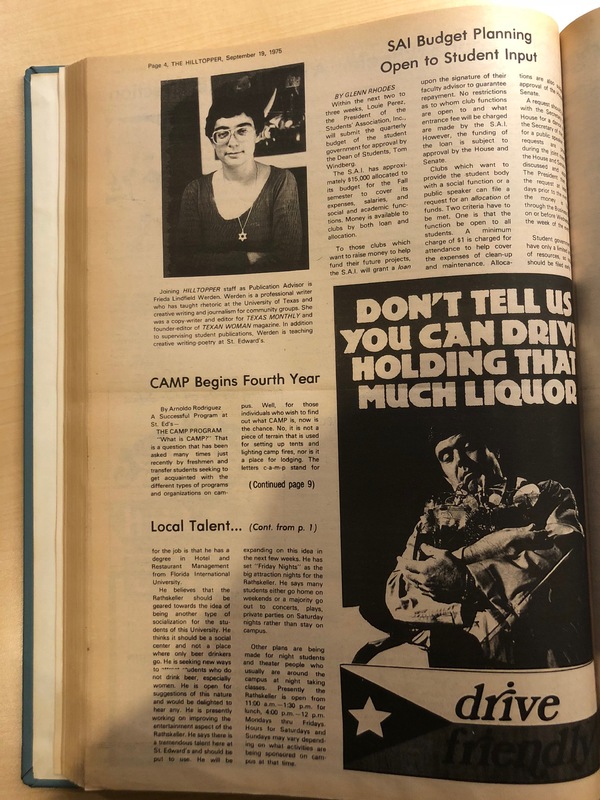 Page 4, THE HILLTOPPER, September 19, 1975
SAI Budget Planning
Open to Student Input
BY GLENN RHODES
Within the next two to
three weeks, Louie Perez,
the President of the
Students' Association, Inc.,
will submit the quarterly
budget of the student
government for approval by
the Dean of Students, Tom
Windberg.
The S.A.I. has approxi-
mately $15,000 allocated to
its budget for the Fall
semester to cover its
expenses, salaries, and
social and academic func-
tions. Money is available to
clubs by both loan and
allocation.
To those clubs which
want to raise money to help
fund their future projects,
the S.A.I. will grant a loan
upon the signature of their
faculty advisor to guarantee
repayment. No restrictions
as to whom club functions
are open to and what
entrance fee will be charged
are made by the S.A.I.
However, the funding of
the loan is subject to
approval by the House and
Senate.
Clubs which want to
provide the student body
with a social function or a
public speaker can file a
request for an allocation of
funds. Two criteria have to
be met. One is that the
function be open to all
students. A minimum
charge of $1 is charged for
attendance to help cover
the expenses of clean-up
and maintenance. Alloca-
tions are also
approval of the
Senate.
A request
with the Secre
House for a
the Secretary o
for a public s
requests are
during the joi
the House and S
discussed and
The President
the request at
days prior to th
the money is
through the Busi
on or before W
the week of the
Student gover
have only a limi
of resources, so
should be filed
Joining HILLTOPPER staff as Publication Advisor is
Frieda Lindfield Werden. Werden is a professional writer
who has taught rhetoric at the University of Texas and
creative writing and journalism for community groups. She
was a copy-writer and editor for TEXAS MONTHLY and
founder-editor of TEXAN WOMAN magazine. In addition
to supervising student publications, Werden is teaching
creative writing-poetry at St. Edward's.
CAMP Begins Fourth Year
By Arnoldo Rodriguez
A Successful Program at
St. Ed's—
THE CAMP PROGRAM
"What is CAMP?" That
is a question that has been
asked many times just
recently by freshmen and
transfer students seeking to
get acquainted with the
different types of programs
and organizations on cam-
pus. Well, for those
individuals who wish to find
out what CAMP is, now is
the chance. No, it is not a
piece of terrain that is used
for setting up tents and
lighting camp fires, nor is it
a place for lodging. The
letters c-a-m-p stand for
(Continued page 9)
Local Talent... (Cont. from p. 1)
for the job is that he has a
degree in Hotel and
Restaurant Management
from Florida International
University.
He believes that the
Rathskeller should be
geared towards the idea of
being another type of
socialization for the stu-
dents of this University. He
thinks it should be a social
center and not a place
where only beer drinkers
go. He is seeking new ways
to attract students who do
not drink beer, especially
women. He is open for
suggestions of this nature
and would be delighted to
hear any. He is presently
working on improving the
entertainment aspect of the
Rathskeller. He says there is
a tremendous talent here at
St. Edward's and should be
put to use. He will be
expanding on this idea in
the next few weeks. He has
set "Friday Nights" as the
big attraction nights for the
Rathskeller. He says many
students either go home on
weekends or a majority go
out to concerts, plays,
private parties on Saturday
nights rather than stay on
campus.
Other plans are being
made for night students
and theater people who
usually are around the
campus at night taking
classes. Presently the
Rathskeller is open from
11:00 a.m.—1:30 p.m. for
lunch, 4:00 p.m.—12 p.m.
Mondays thru Fridays.
Hours for Saturdays and
Sundays may vary depend-
ing on what activities are
being sponsored on cam-
pus at that time.
DON'T TELL US
YOU CAN DRIVE
HOLDING THAT
MUCH LIQUOR
drive
friendly